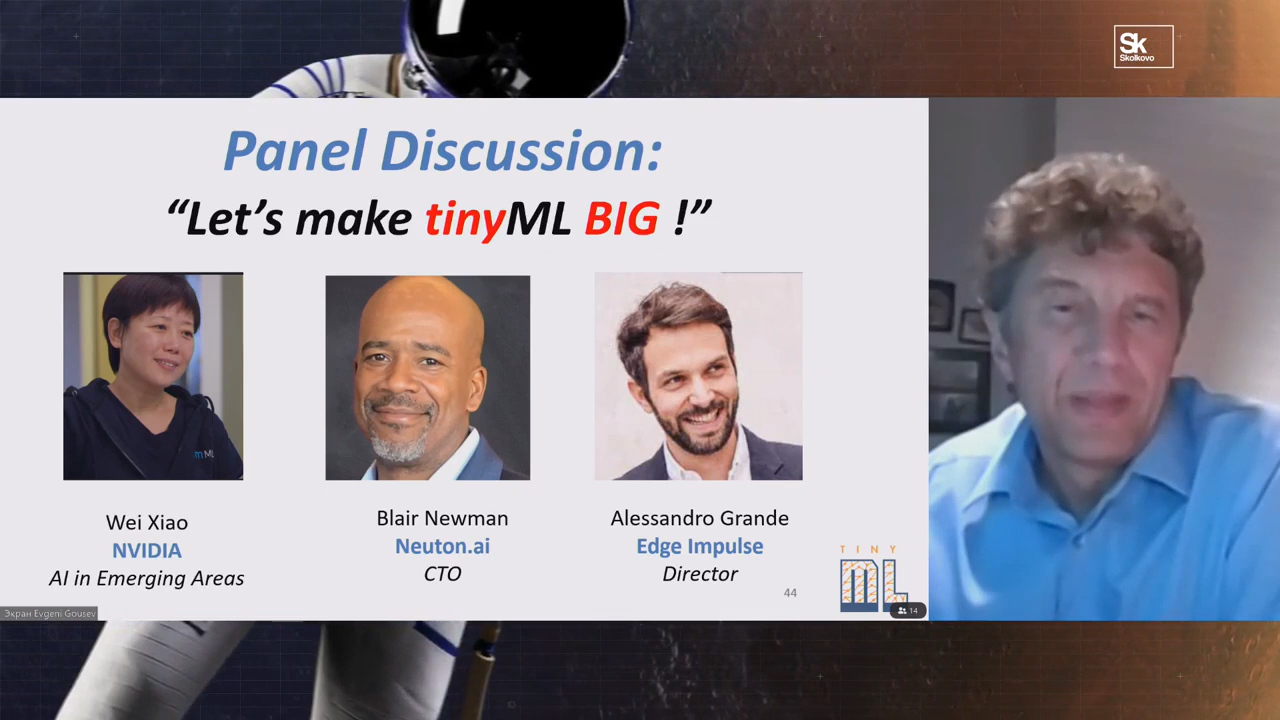 Sk
Skolkovo
Panel Discussion:
“Let’s make tinyML BIG !”
Wei Xiao
NVIDIA
AI in Emerging Areas
Blair Newman
Neuton.ai
CTO
Alessandro Grande
Edge Impulse
Director
44
TINY
ML
14
Экран Evgeni Gousev